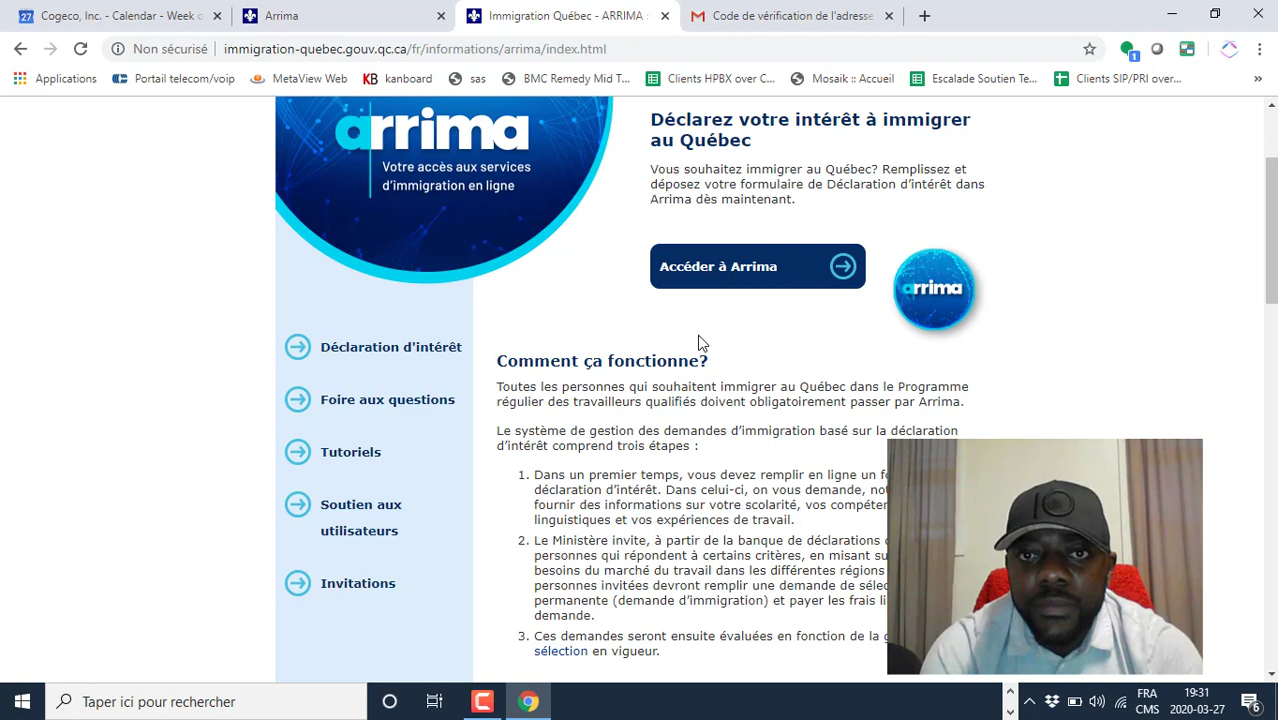 Cogeco, Inc. - Calendar - Week o
Arrima
Immigration Québec - ARRIMA :
Code de vérification de l'adresse
Non sécurisé
immigration-quebec.gouv.qc.ca/fr/informations/arrima/index.html
Applications
Portail telecom/voip
MetaView Web
kanboard
sas
BMC Remedy Mid T...
Clients HPBX over C...
Mosaik :: Accueil
Escalade Soutien Te...
Clients SIP/PRI over...
arrima
Votre accès aux services
d'immigration en ligne
Déclarez votre intérêt à immigrer
au Québec
Vous souhaitez immigrer au Québec? Remplissez et
déposez votre formulaire de Déclaration d'intérêt dans
Arrima dès maintenant.
Accéder à Arrima
arrima
Déclaration d'intérêt
Foire aux questions
Tutoriels
Soutien aux
utilisateurs
Invitations
Comment ça fonctionne?
Toutes les personnes qui souhaitent immigrer au Québec dans le Programme
régulier des travailleurs qualifiés doivent obligatoirement passer par Arrima.
Le système de gestion des demandes d'immigration basé sur la déclaration
d'intérêt comprend trois étapes :
1. Dans un premier temps, vous devez remplir en ligne un fo
déclaration d'intérêt. Dans celui-ci, on vous demande, not
fournir des informations sur votre scolarité, vos compéten
linguistiques et vos expériences de travail.
2. Le Ministère invite, à partir de la banque de déclarations d
personnes qui répondent à certains critères, en misant su
besoins du marché du travail dans les différentes régions
personnes invitées devront remplir une demande de sélec
permanente (demande d'immigration) et payer les frais li
demande.
3. Ces demandes seront ensuite évaluées en fonction de la g
sélection en vigueur.
Taper ici pour rechercher
FRA
CMS
19:31
2020-03-27